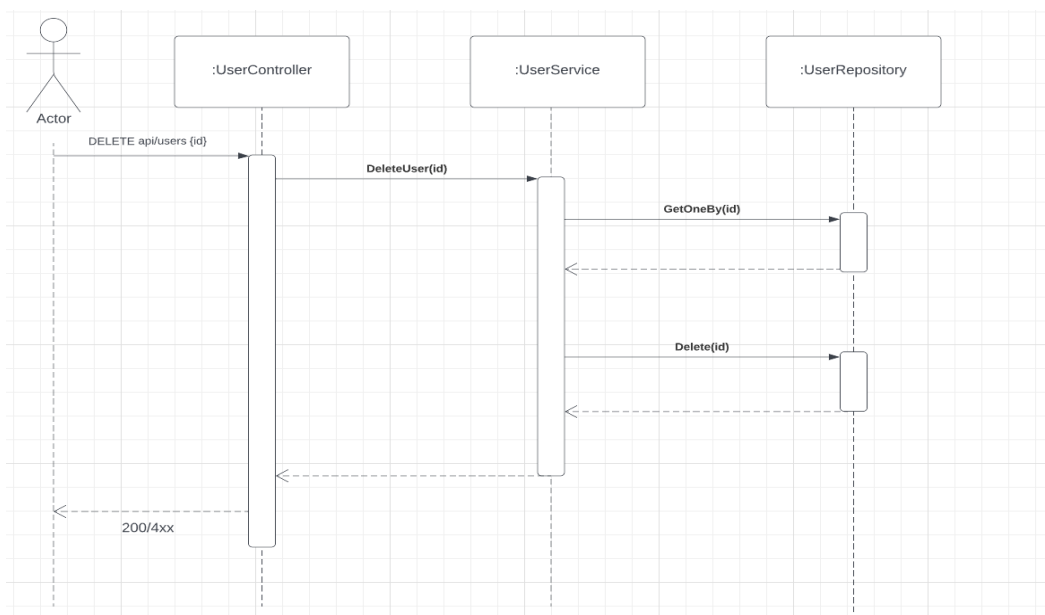 :UserController
:UserService
:UserRepository
Actor
DELETE api/users {id}
DeleteUser(id)
GetOneBy(id)
Delete(id)
200/4xx